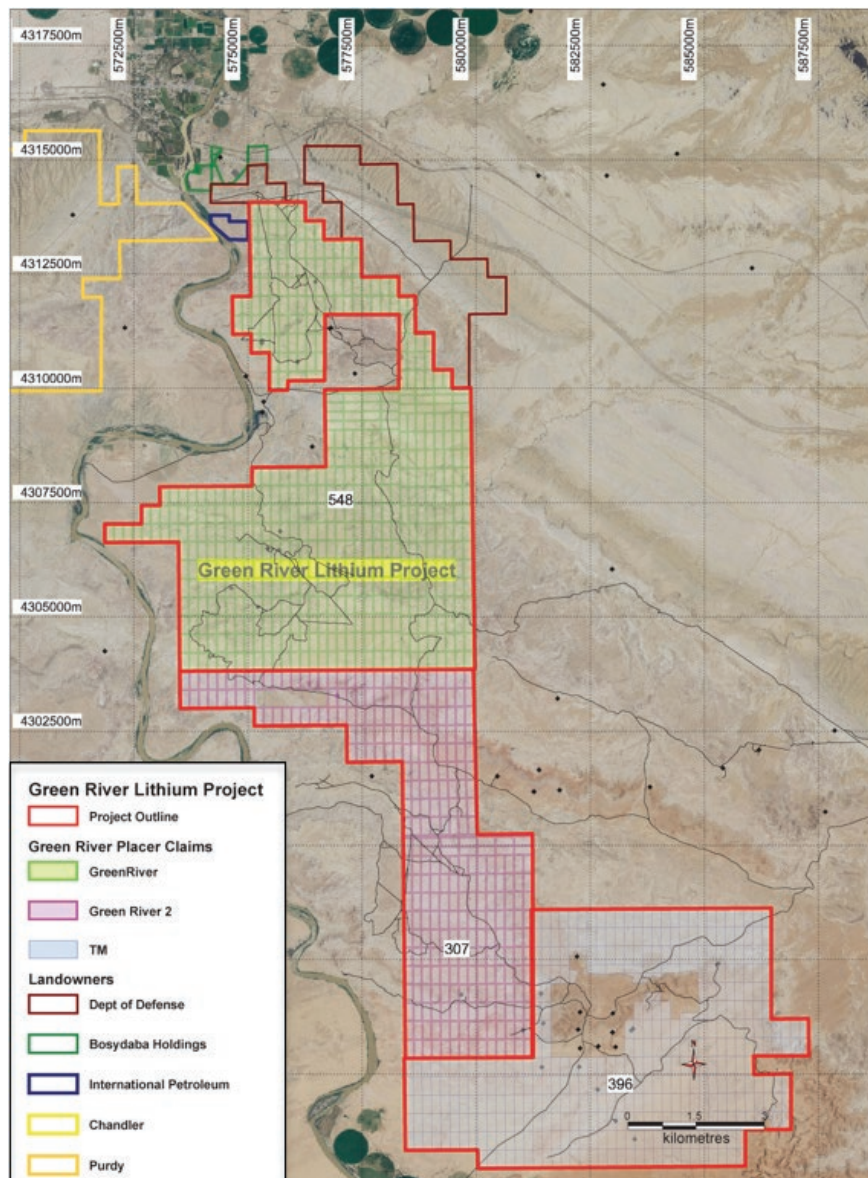 4317500m
572500m
575000m
577500m
580000m
582500m
585000m
587500m
4315000m
4312500m
4310000m
4307500m
548
Green River Lithium Project
4305000m
4302500m
307
396
N
0 1.5 3
kilometres
Green River Lithium Project
Project Outline
Green River Placer Claims
GreenRiver
Green River 2
TM
Landowners
Dept of Defense
Bosydaba Holdings
International Petroleum
Chandler
Purdy